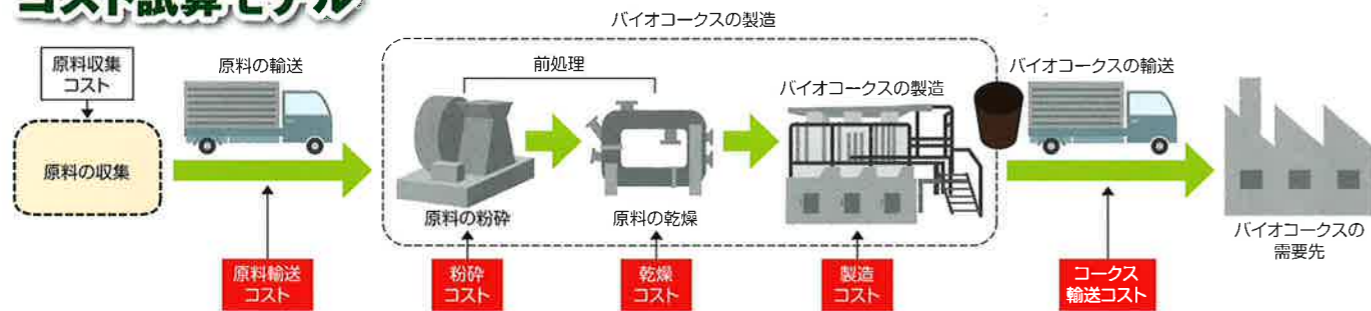 コスト試算モデル
バイオコークスの製造
原料収集
コスト
原料の輸送
前処理
バイオコークスの製造
バイオコークスの輸送
原料の収集
原料の粉砕
原料の乾燥
バイオコークスの
需要先
原料輸送
コスト
粉砕
コスト
乾燥
コスト
製造
コスト
コークス
輸送コスト